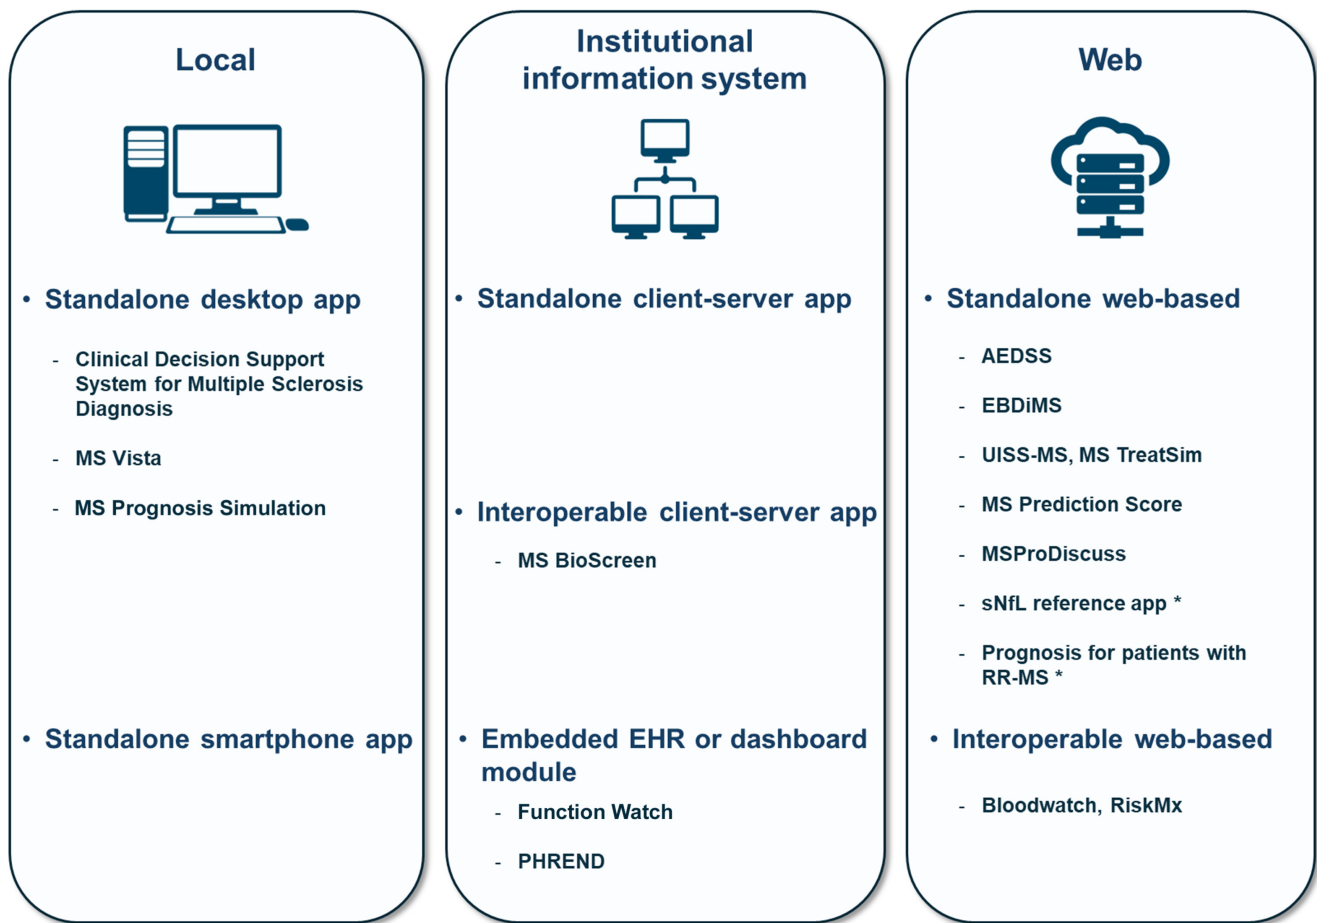 Local
• Standalone desktop app
- Clinical Decision Support
System for Multiple Sclerosis
Diagnosis
- MS Vista
- MS Prognosis Simulation
• Standalone smartphone app
Institutional
information system
• Standalone client-server app
• Interoperable client-server app
- MS BioScreen
• Embedded EHR or dashboard
module
- Function Watch
- PHREND
Web
• Standalone web-based
- AEDSS
- EBDiMS
- UISS-MS, MS TreatSim
- MS Prediction Score
- MSProDiscuss
- sNfL reference app *
- Prognosis for patients with
RR-MS *
• Interoperable web-based
- Bloodwatch, RiskMx